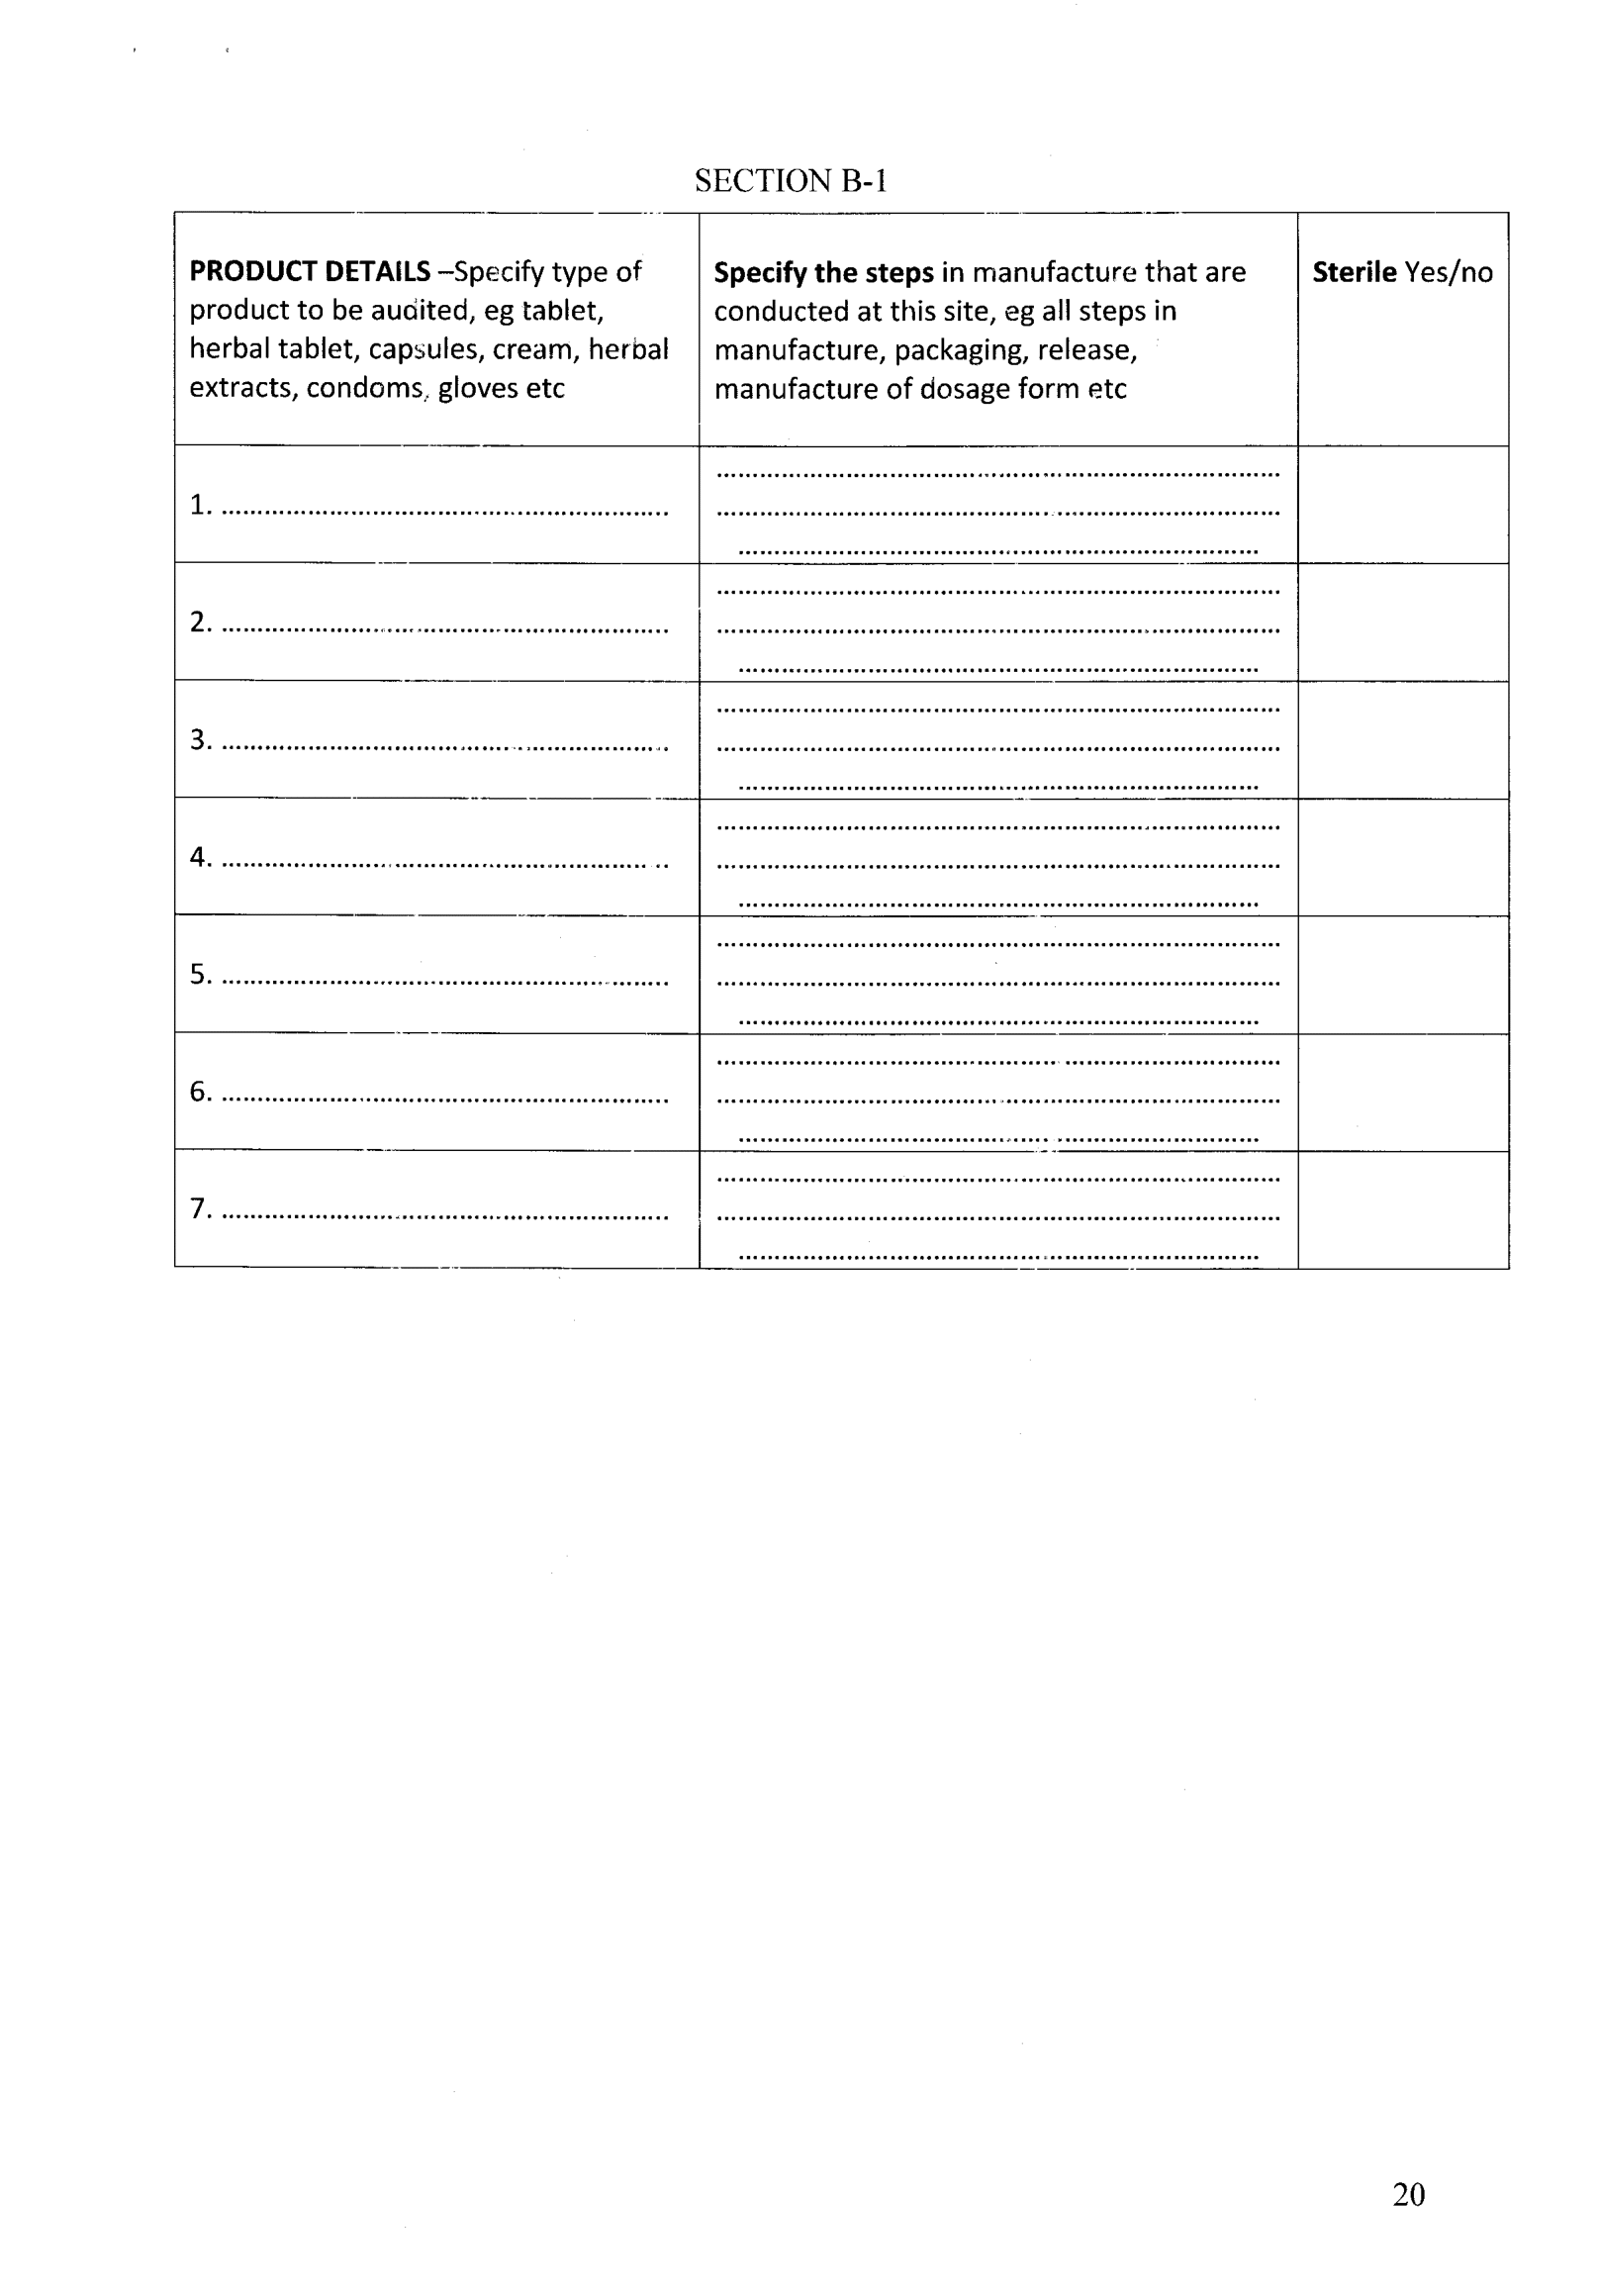 SECTION B-1
PRODUCT DETAILS –Specify type of
product to be audited, eg tablet,
herbal tablet, capsules, cream, herbal
extracts, condoms, gloves etc
Specify the steps in manufacture that are
conducted at this site, eg all steps in
manufacture, packaging, release,
manufacture of dosage form etc
Sterile Yes/no
1. ..............................................................
..............................................................................
..............................................................................
........................................................................
2. ..............................................................
..............................................................................
..............................................................................
........................................................................
3. ..............................................................
..............................................................................
..............................................................................
........................................................................
4. ..............................................................
..............................................................................
..............................................................................
........................................................................
5. ..............................................................
..............................................................................
..............................................................................
........................................................................
6. ..............................................................
..............................................................................
..............................................................................
........................................................................
7. ..............................................................
..............................................................................
..............................................................................
........................................................................
20